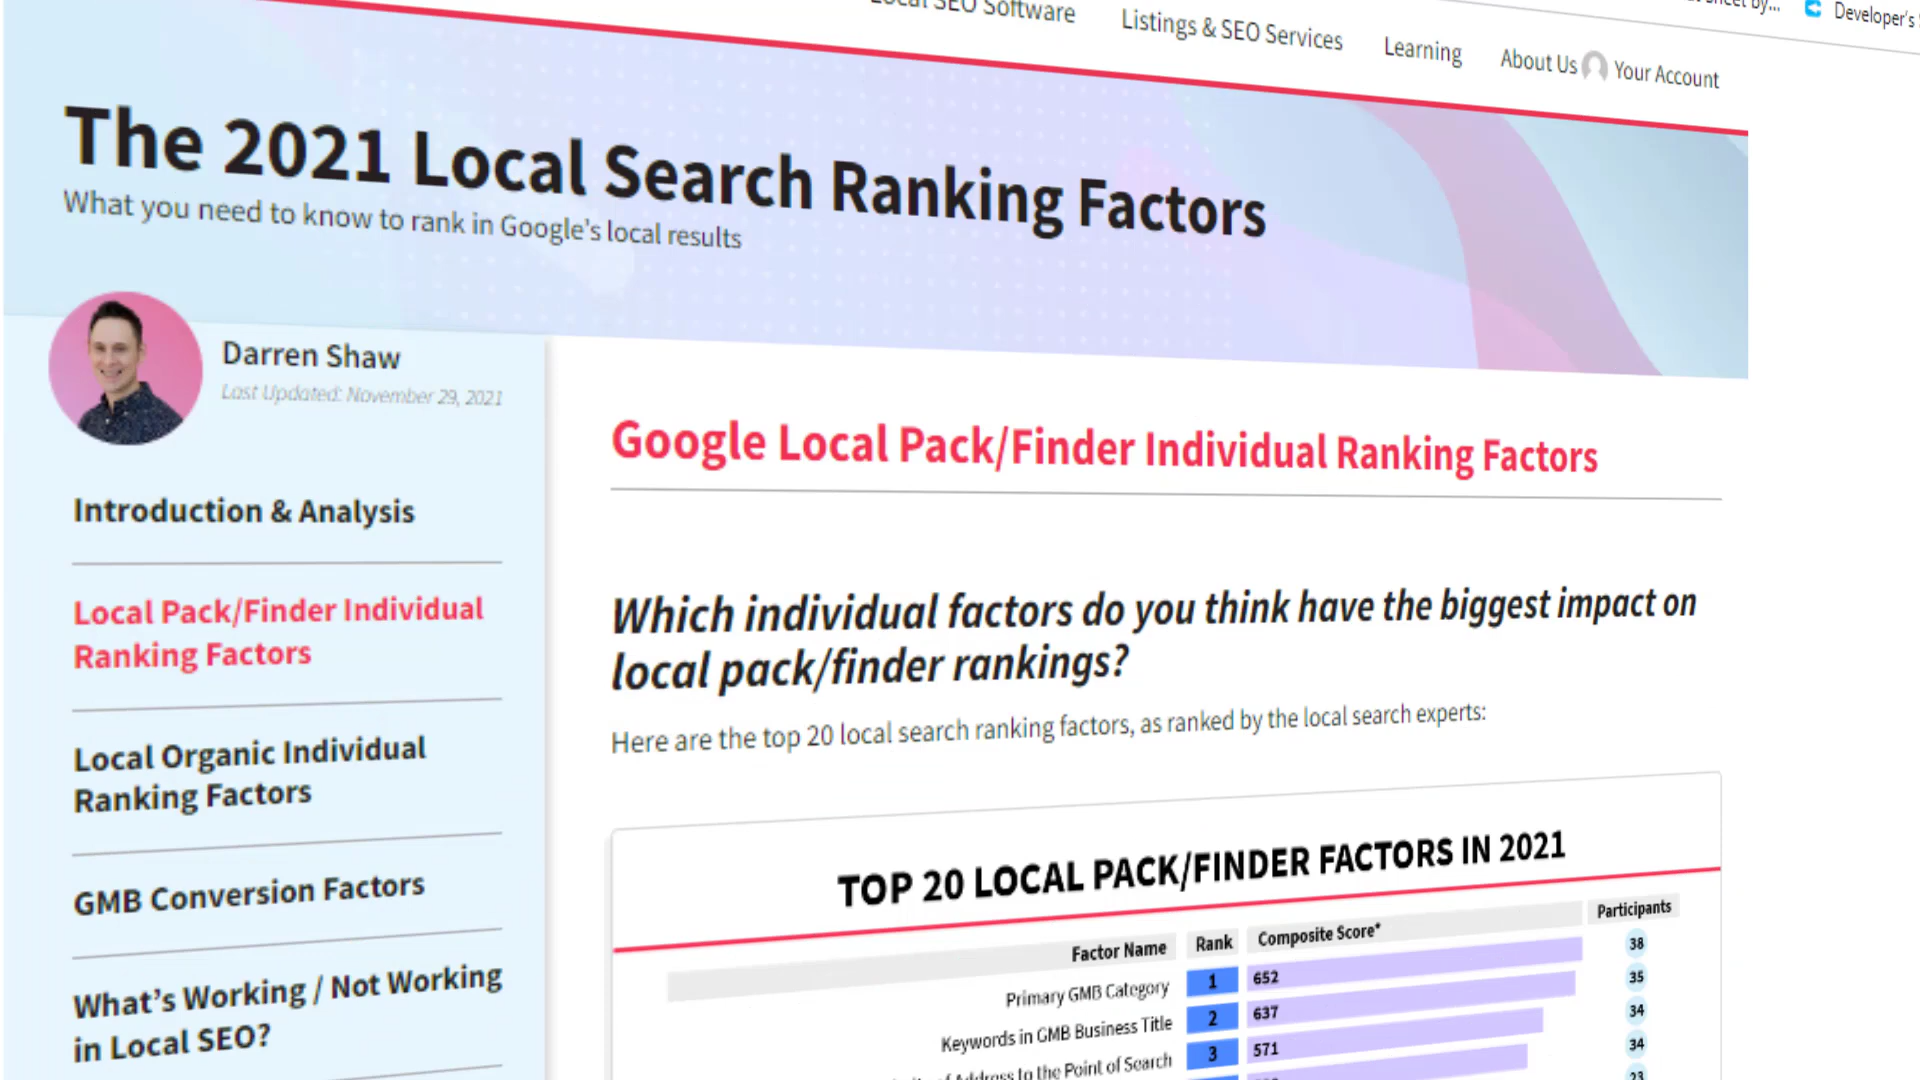 SEO Software
Listings & SEO Services
Learning
About Us
Your Account
by...
Developer's
The 2021 Local Search Ranking Factors
What you need to know to rank in Google's local results
Darren Shaw
Last Updated: November 29, 2021
Introduction & Analysis
Local Pack/Finder Individual
Ranking Factors
Local Organic Individual
Ranking Factors
GMB Conversion Factors
What's Working / Not Working
in Local SEO?
Google Local Pack/Finder Individual Ranking Factors
Which individual factors do you think have the biggest impact on
local pack/finder rankings?
Here are the top 20 local search ranking factors, as ranked by the local search experts:
TOP 20 LOCAL PACK/FINDER FACTORS IN 2021
Factor Name Rank Composite Score* Participants
Primary GMB Category 1 652 38
Keywords in GMB Business Title 2 637 35
Address to the Point of Search 3 571 34
34
23